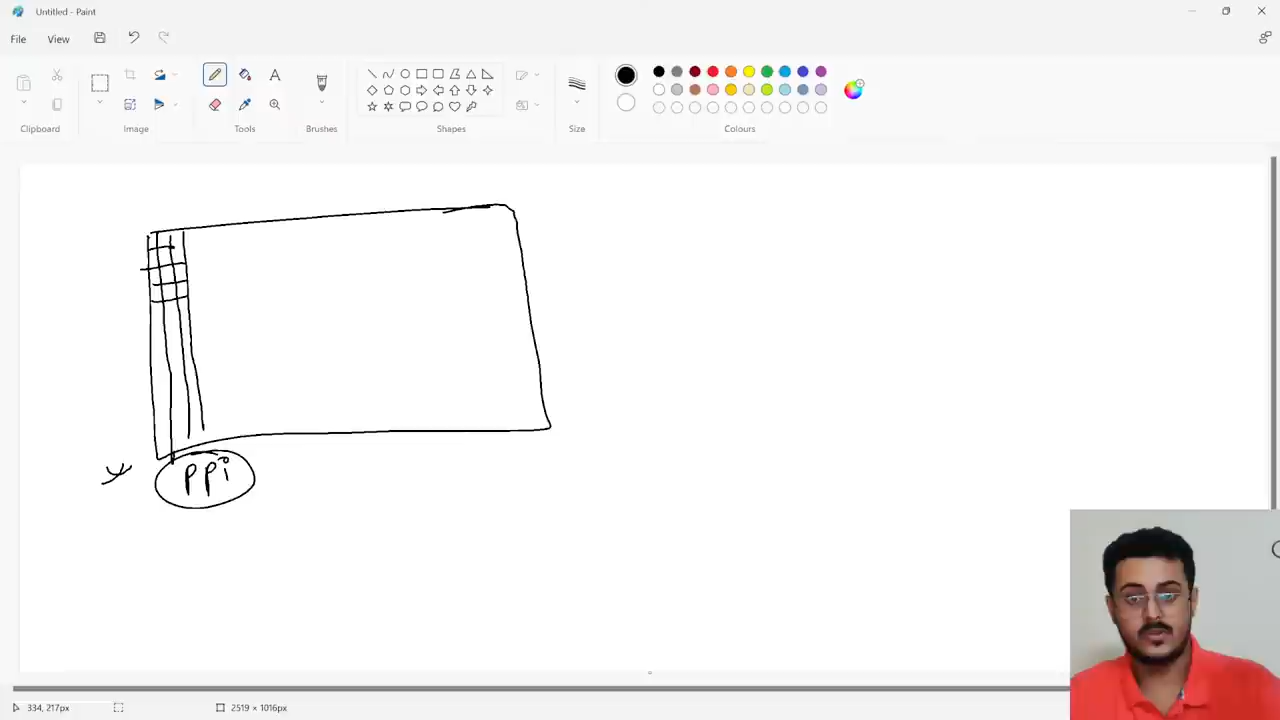 Untitled - Paint
File View
A
Clipboard Image Tools Brushes Shapes Size Colours
PPi
334, 217px 2519 × 1016px